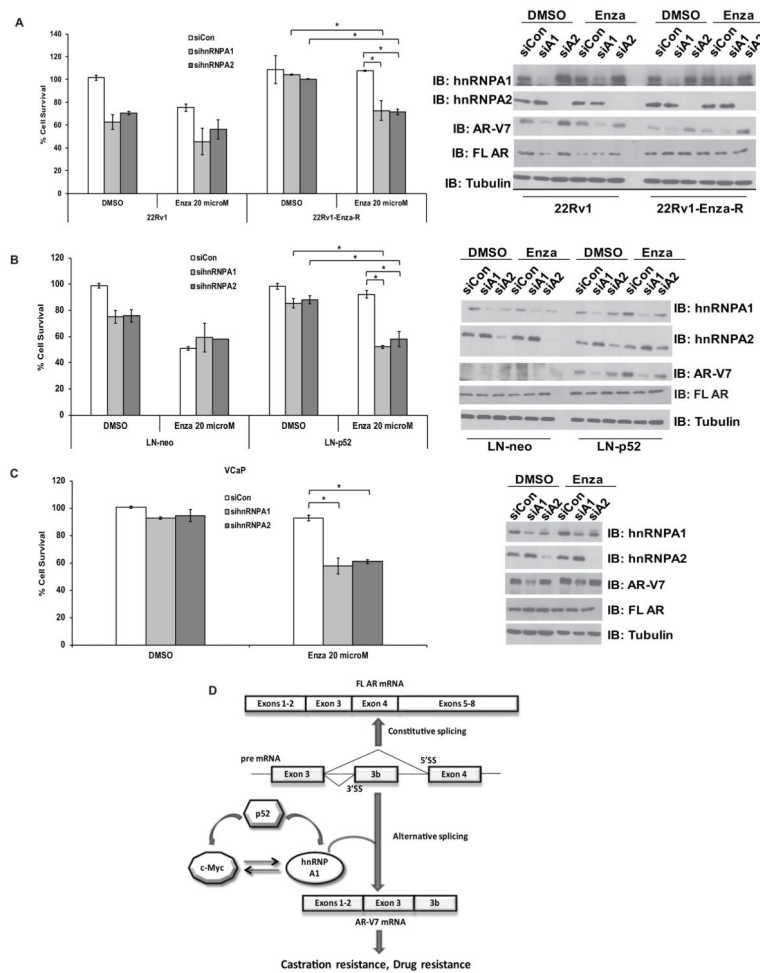 A
% Cell Survival
140
120
100
80
60
40
20
0
siCon
sihnRNPA1
sihnRNPA2
*
*
*
*
DMSO
Enza 20 microM
DMSO
Enza 20 microM
22Rv1
22Rv1-Enza-R
DMSO
Enza
DMSO
Enza
siCon
siA1
siA2
siCon
siA1
siA2
siCon
siA1
siA2
siCon
siA1
siA2
IB: hnRNPA1
IB: hnRNPA2
IB: AR-V7
IB: FL AR
IB: Tubulin
22Rv1
22Rv1-Enza-R
B
% Cell Survival
140
120
100
80
60
40
20
0
siCon
sihnRNPA1
sihnRNPA2
*
*
*
*
DMSO
Enza 20 microM
DMSO
Enza 20 microM
LN-neo
LN-p52
DMSO
Enza
DMSO
Enza
siCon
siA1
siA2
siCon
siA1
siA2
siCon
siA1
siA2
siCon
siA1
siA2
IB: hnRNPA1
IB: hnRNPA2
IB: AR-V7
IB: FL AR
IB: Tubulin
LN-neo
LN-p52
C
VCaP
% Cell Survival
120
100
80
60
40
20
0
siCon
sihnRNPA1
sihnRNPA2
*
*
DMSO
Enza 20 microM
DMSO
Enza
siCon
siA1
siA2
siCon
siA1
siA2
IB: hnRNPA1
IB: hnRNPA2
IB: AR-V7
IB: FL AR
IB: Tubulin
D
FL AR mRNA
Exons 1-2
Exon 3
Exon 4
Exons 5-8
Constitutive splicing
pre mRNA
5'SS
Exon 3
3b
Exon 4
3'SS
p52
c-Myc
hnRNP
A1
Alternative splicing
Exons 1-2
Exon 3
3b
AR-V7 mRNA
Castration resistance, Drug resistance